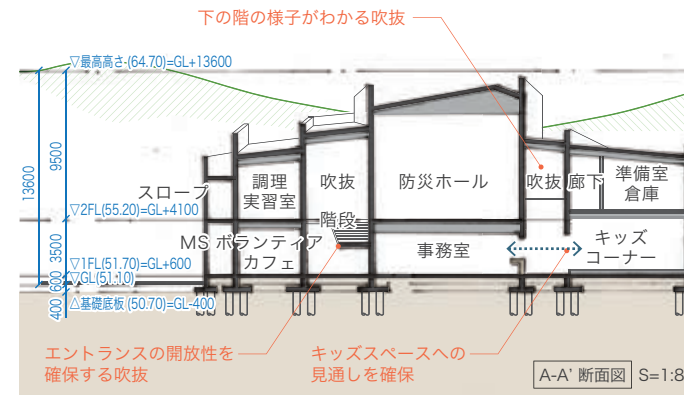 下の階の様子がわかる吹抜
▽最高高さ(64.70)=GL+13600
13600
9500
スロープ
調理
実習室
吹抜
防災ホール
吹抜
廊下
準備室
倉庫
▽2FL(55.20)=GL+4100
階段
3500
MS ボランティア
カフェ
事務室
キッズ
コーナー
▽1FL(51.70)=GL+600
600
▽GL(51.10)
400
△基礎底板(50.70)=GL-400
エントランスの開放性を
確保する吹抜
キッズスペースへの
見通しを確保
A-A' 断面図 S=1:8